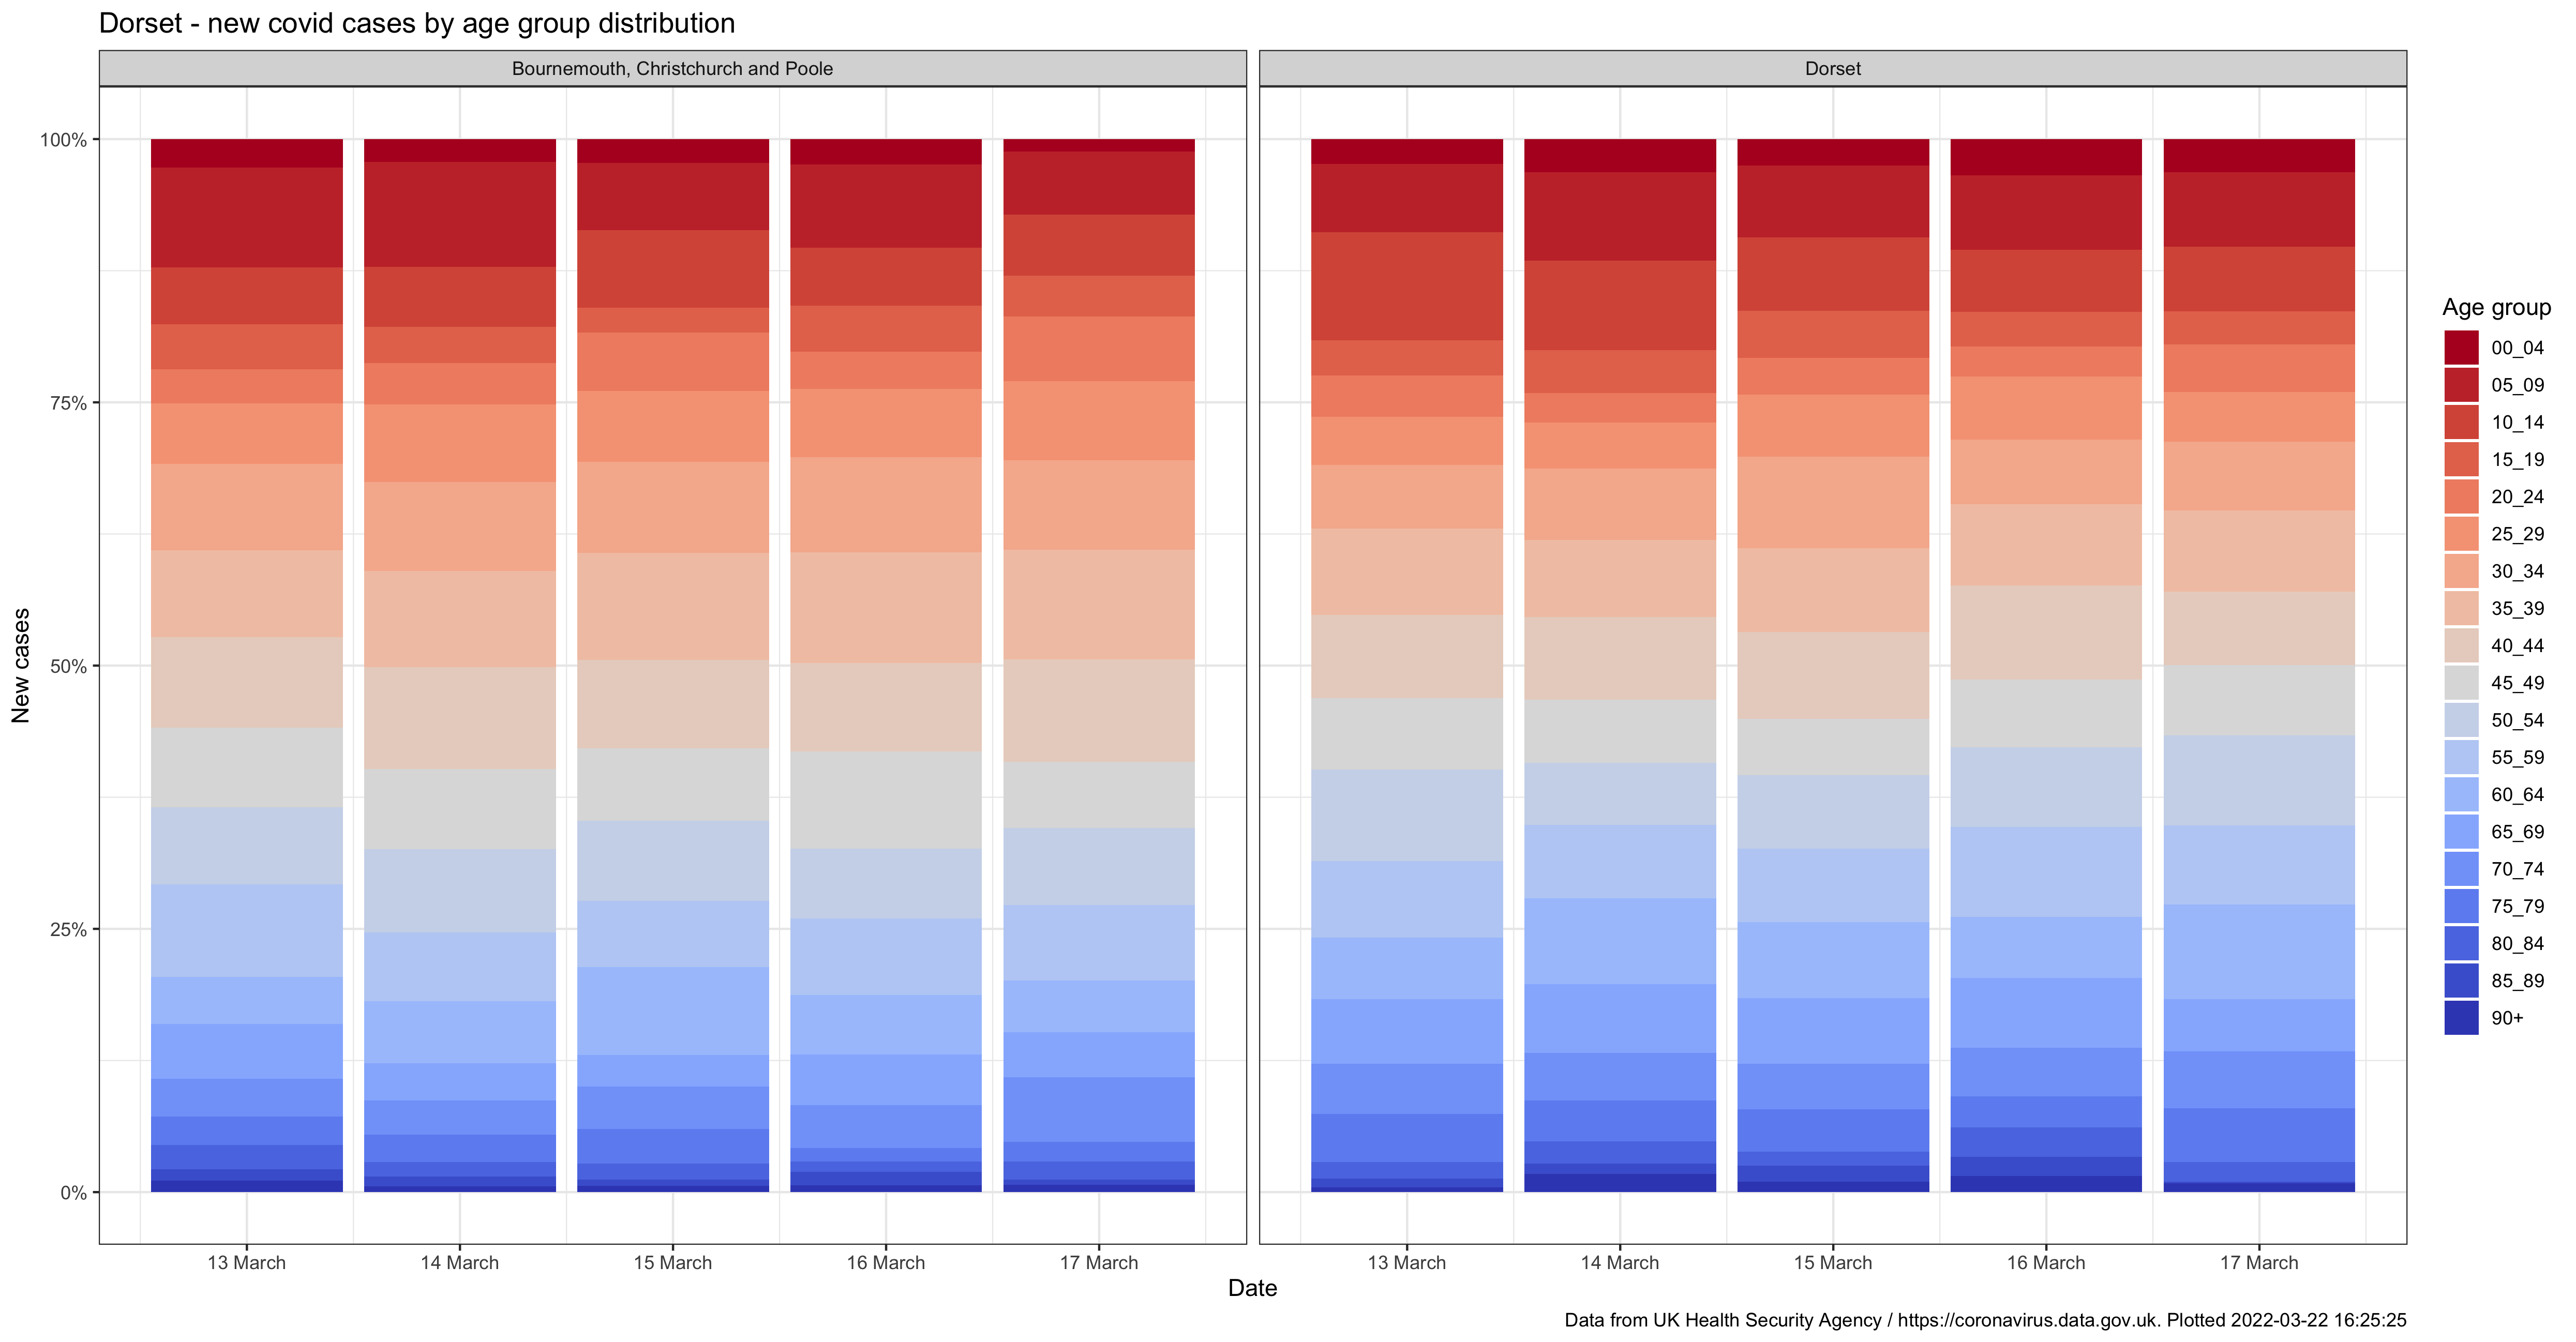 Dorset - new covid cases by age group distribution
Bournemouth, Christchurch and Poole
Dorset
New cases
100%
75%
50%
25%
0%
13 March
14 March
15 March
16 March
17 March
13 March
14 March
15 March
16 March
17 March
Date
Age group
00_04
05_09
10_14
15_19
20_24
25_29
30_34
35_39
40_44
45_49
50_54
55_59
60_64
65_69
70_74
75_79
80_84
85_89
90+
Data from UK Health Security Agency / https://coronavirus.data.gov.uk. Plotted 2022-03-22 16:25:25